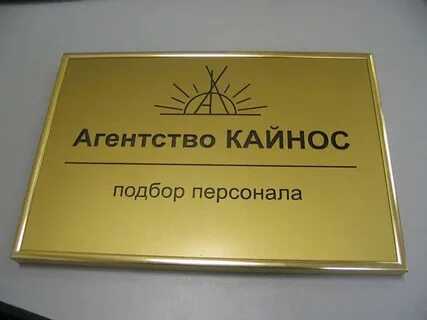 Агентство КАЙНОС
подбор персонала